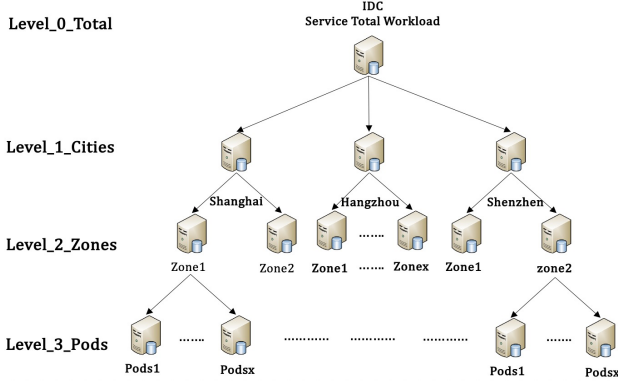 IDC
Service Total Workload
Level_0_Total
Level_1_Cities
Shanghai Hangzhou Shenzhen
Level_2_Zones
Zone1 Zone2 Zone1 ....... Zonex Zone1 zone2
.......
Level_3_Pods
....... ............ ............ ............ .......
Pods1 Podsx Pods1 Podsx